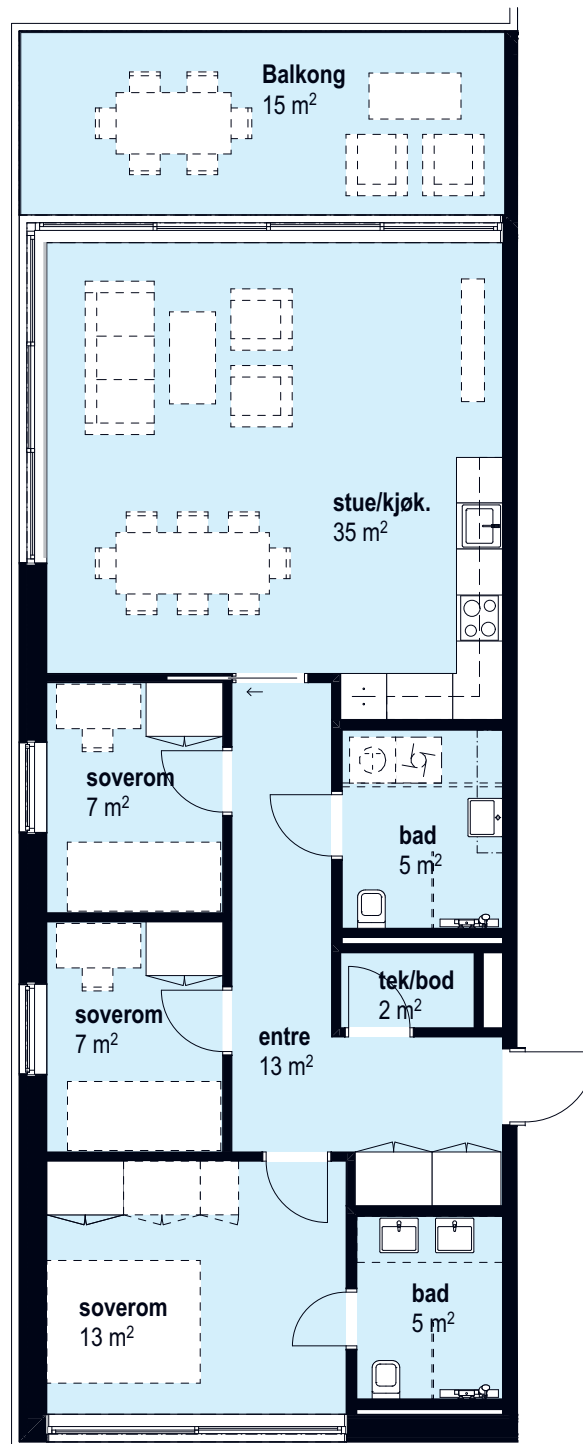 Balkong
15 m²
stue/kjøk.
35 m²
soverom
7 m²
bad
5 m²
tek/bod
2 m²
soverom
7 m²
entre
13 m²
soverom
13 m²
bad
5 m²